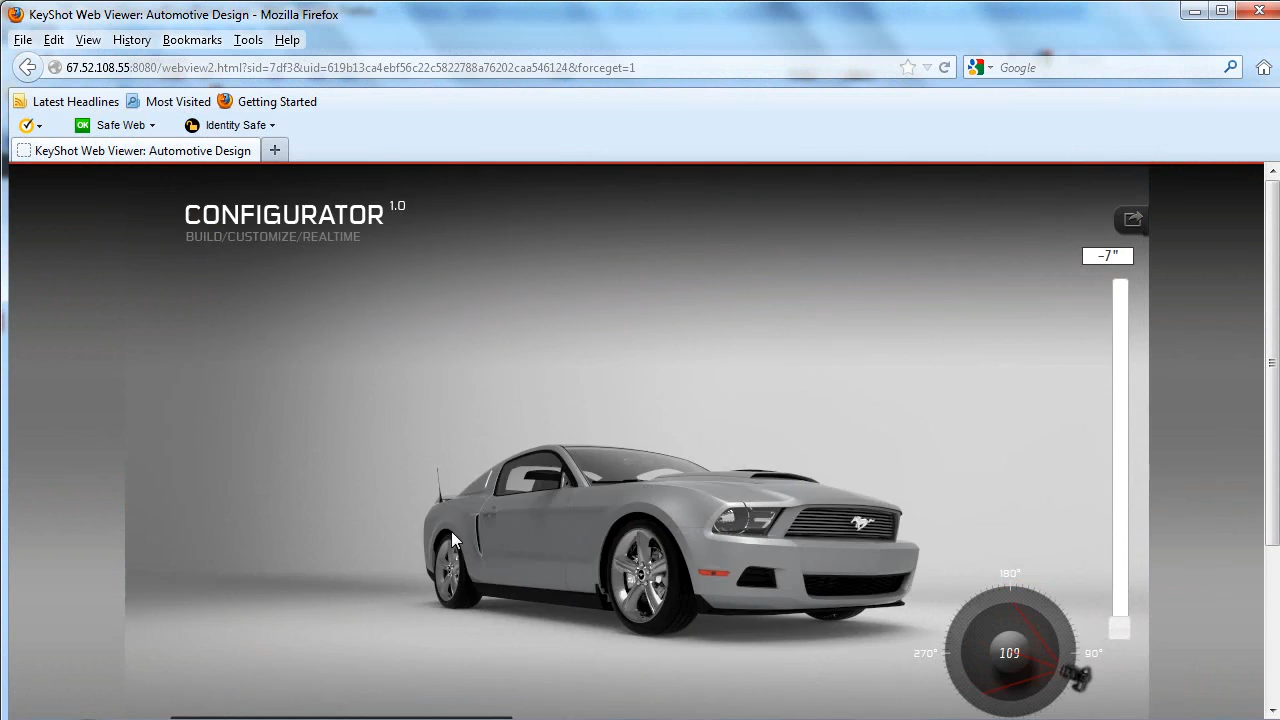 KeyShot Web Viewer: Automotive Design - Mozilla Firefox
File Edit View History Bookmarks Tools Help
67.52.108.55:8080/webview2.html?sid=7df3&uid=619b13ca4ebf56c22c5822788a76202caa546124&forceget=1
Google
Latest Headlines Most Visited Getting Started
OK Safe Web Identity Safe
KeyShot Web Viewer: Automotive Design
CONFIGURATOR 1.0
BUILD/CUSTOMIZE/REALTIME
-7"
180°
270° 109 90°